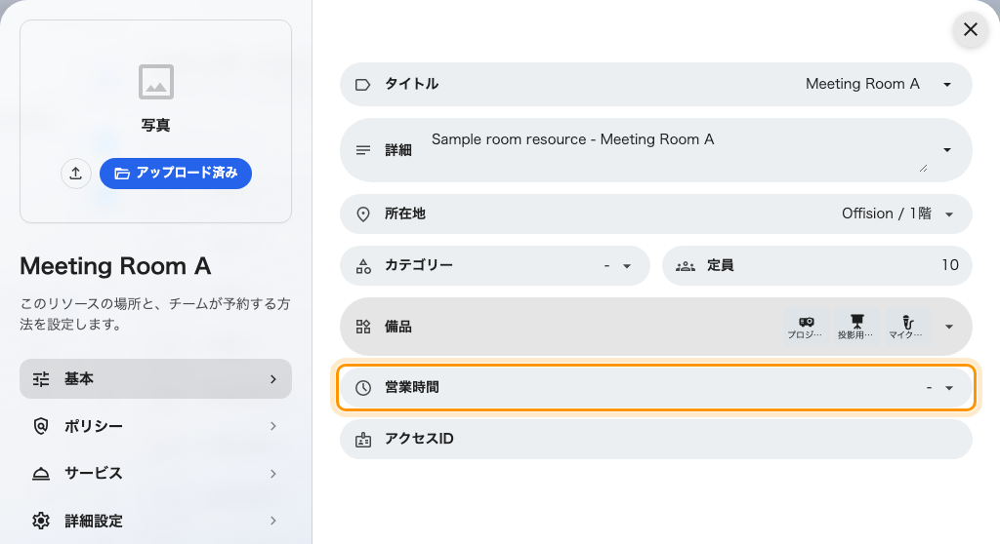 写真
アップロード済み
Meeting Room A
このリソースの場所と、チームが予約する方
法を設定します。
基本
ポリシー
サービス
詳細設定
タイトル Meeting Room A
詳細 Sample room resource - Meeting Room A
所在地 Offision / 1階
カテゴリー -
定員 10
備品 プロジ… 投影用… マイク…
営業時間 -
アクセスID